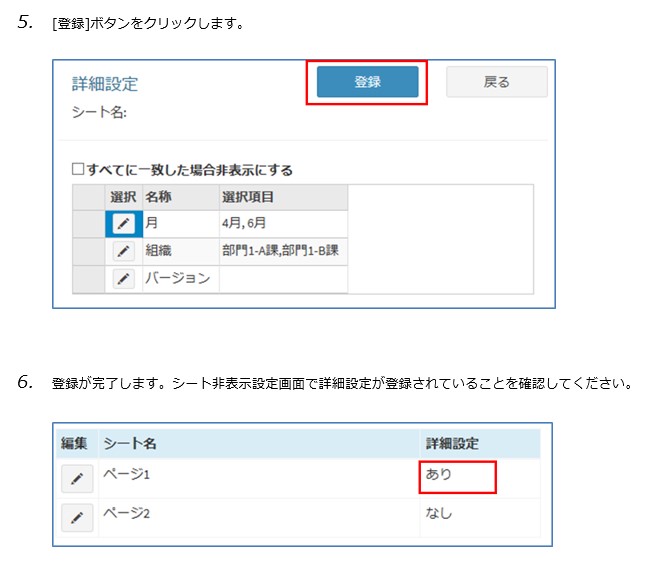 5. [登録]ボタンをクリックします。
詳細設定 登録 戻る
シート名:
すべてに一致した場合非表示にする
選択 名称 選択項目
月 4月,6月
組織 部門1-A課,部門1-B課
バージョン
6. 登録が完了します。シート非表示設定画面で詳細設定が登録されていることを確認してください。
編集 シート名 詳細設定
ページ1 あり
ページ2 なし